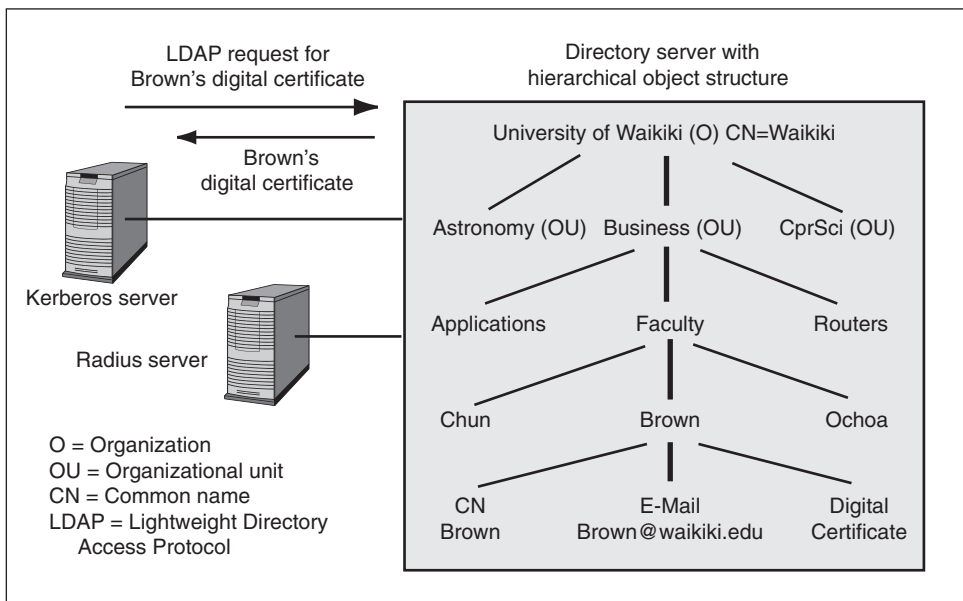 LDAP request for
Brown's digital certificate
Brown's
digital certificate
Kerberos server
Radius server
O = Organization
OU = Organizational unit
CN = Common name
LDAP = Lightweight Directory
Access Protocol
Directory server with
hierarchical object structure
University of Waikiki (O) CN=Waikiki
Astronomy (OU) Business (OU) CprSci (OU)
Applications Faculty Routers
Chun Brown Ochoa
CN
Brown
E-Mail
Brown@waikiki.edu
Digital
Certificate